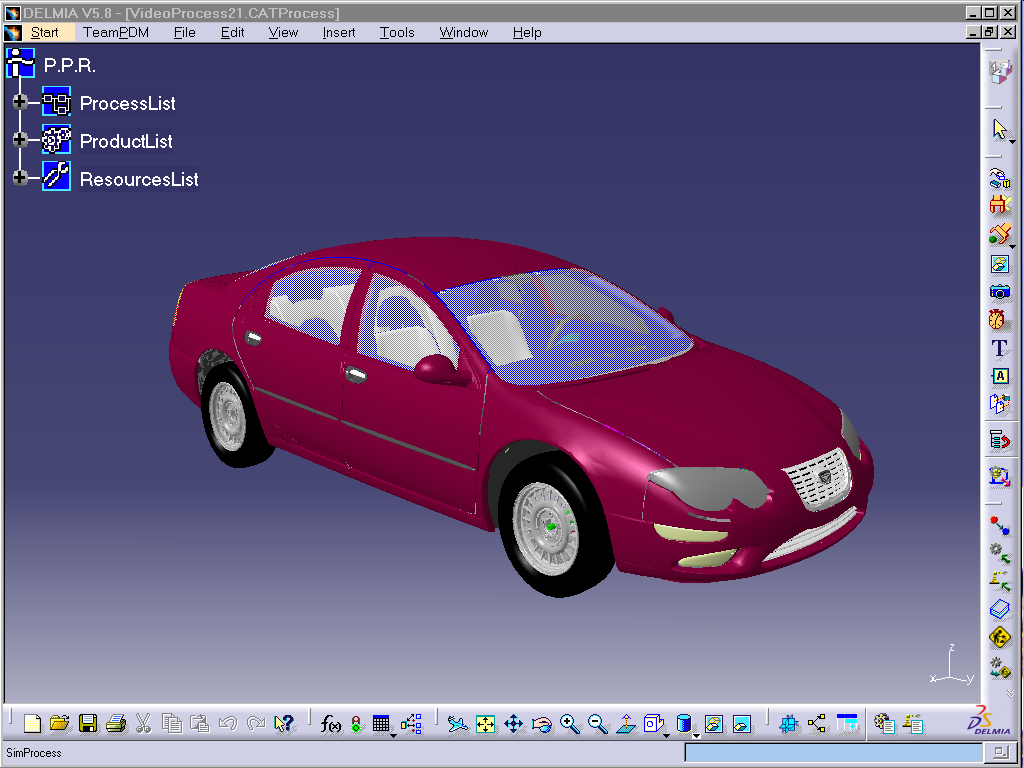 DELMIA V5.8 - [VideoProcess21.CATProcess]
Start TeamPDM File Edit View Insert Tools Window Help
P.P.R.
ProcessList
ProductList
ResourcesList
T
A
z
x y
f(x)
DELMIA
SimProcess